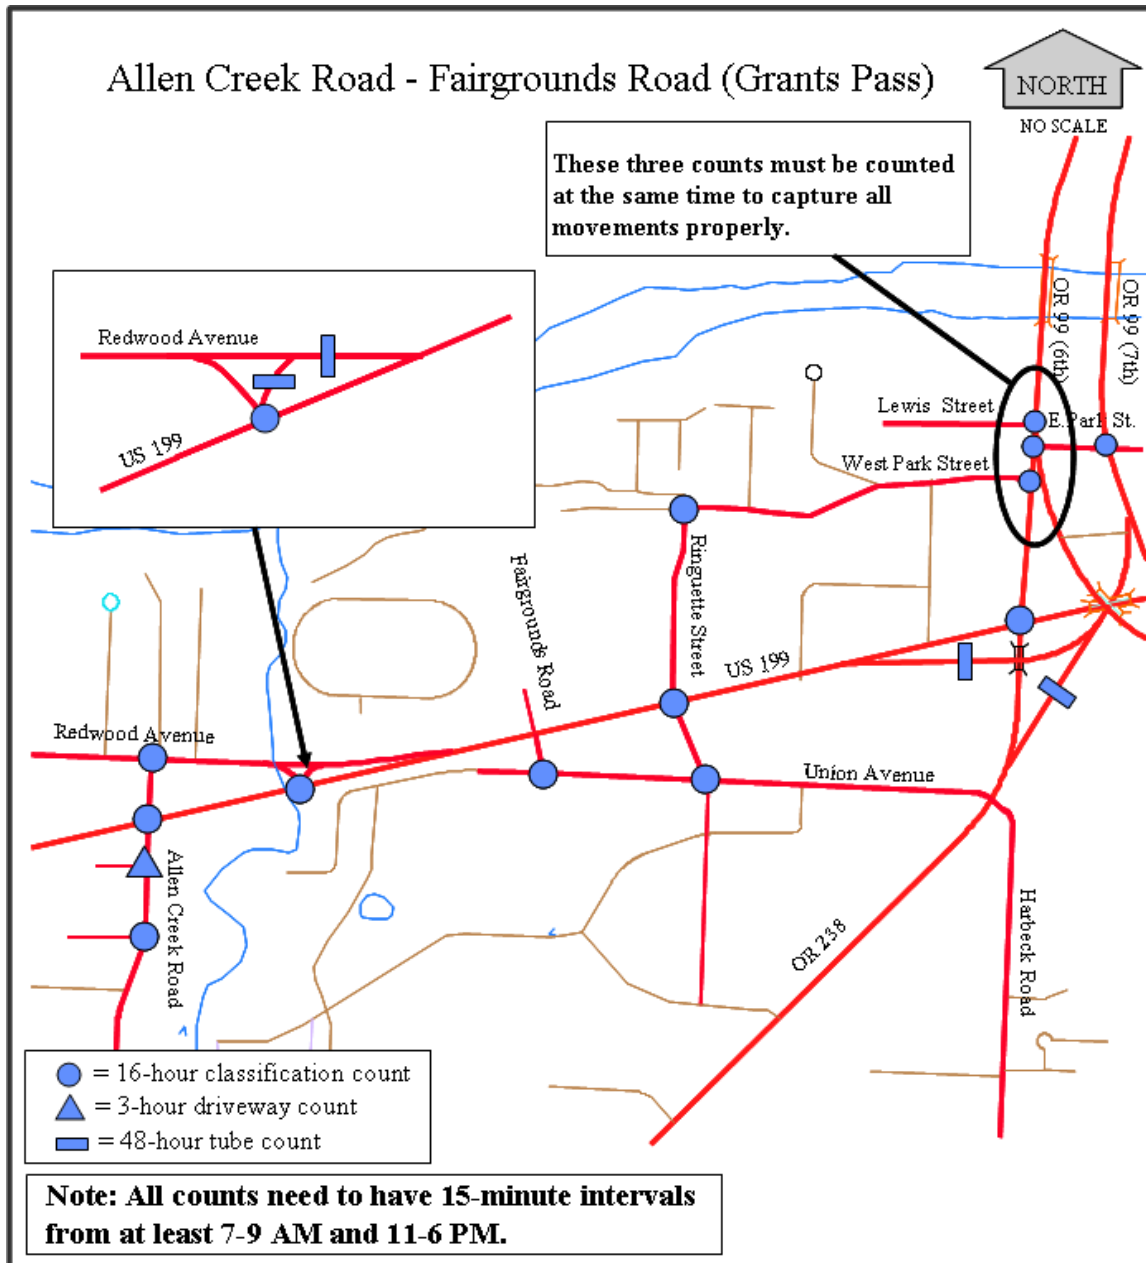 Allen Creek Road - Fairgrounds Road (Grants Pass)
NORTH
NO SCALE
These three counts must be counted
at the same time to capture all
movements properly.
Redwood Avenue
US 199
OR 99 (6th)
OR 99 (7th)
Lewis Street
E.Park St.
West Park Street
Ringuette Street
Fairgrounds Road
US 199
Redwood Avenue
Union Avenue
Allen Creek Road
OR 238
Harbeck Road
= 16-hour classification count
= 3-hour driveway count
= 48-hour tube count
Note: All counts need to have 15-minute intervals
from at least 7-9 AM and 11-6 PM.